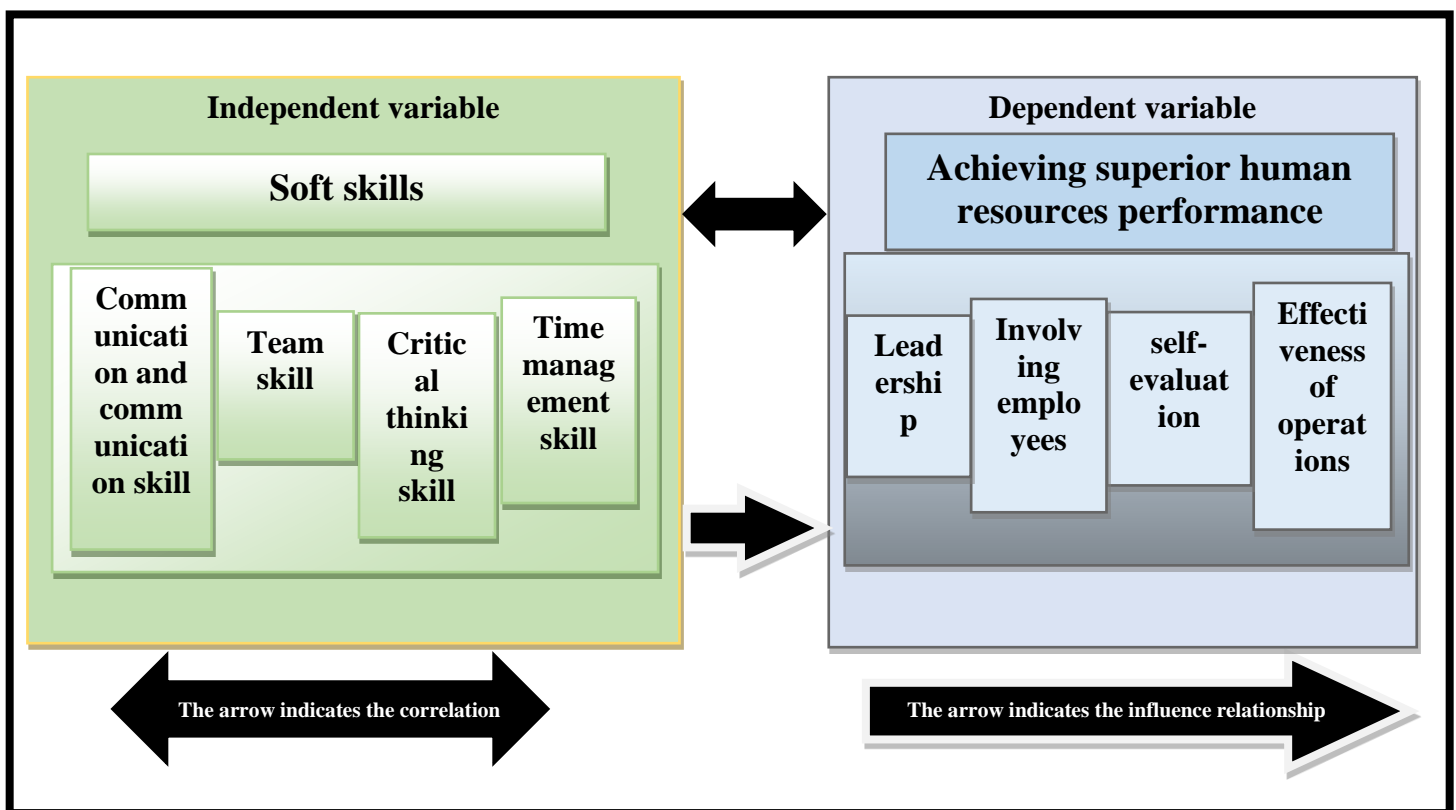 Independent variable
Soft skills
Comm
unicati
on and
comm
unicati
on skill
Team
skill
Critic
al
thinki
ng
skill
Time
manag
ement
skill
Dependent variable
Achieving superior human
resources performance
Lead
ershi
p
Involv
ing
emplo
yees
self-
evaluat
ion
Effecti
veness
of
operat
ions
The arrow indicates the correlation
The arrow indicates the influence relationship